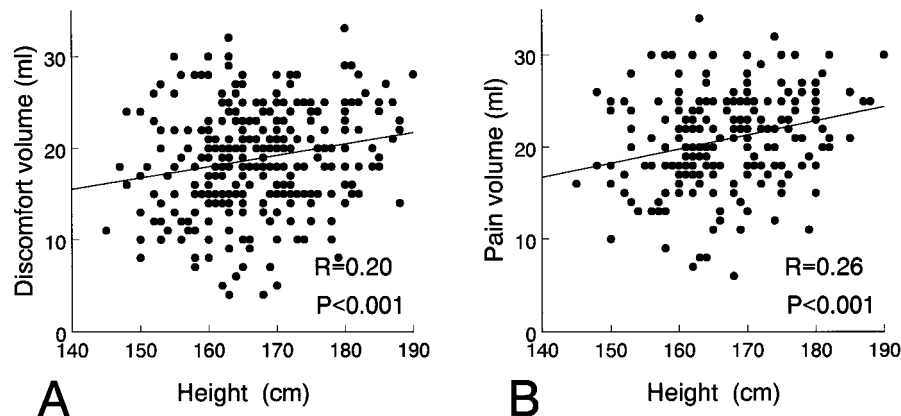 Discomfort volume (ml)
30
20
10
0
140
150
160
170
180
190
R=0.20
P<0.001
Height (cm)
A
Pain volume (ml)
30
20
10
0
140
150
160
170
180
190
R=0.26
P<0.001
Height (cm)
B